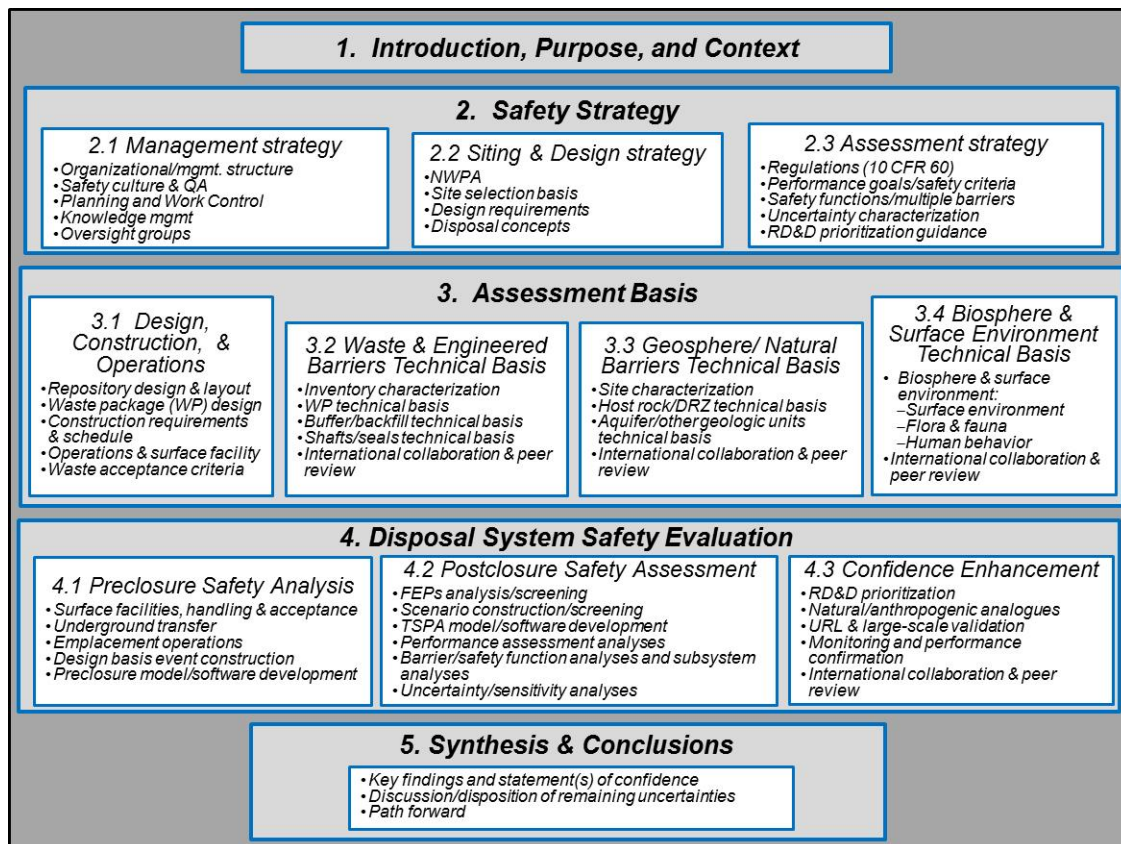 1. Introduction, Purpose, and Context
2. Safety Strategy
2.1 Management strategy
•Organizational/mgmt. structure
•Safety culture & QA
•Planning and Work Control
•Knowledge mgmt
•Oversight groups
2.2 Siting & Design strategy
•NWPA
•Site selection basis
•Design requirements
•Disposal concepts
2.3 Assessment strategy
•Regulations (10 CFR 60)
•Performance goals/safety criteria
•Safety functions/multiple barriers
•Uncertainty characterization
•RD&D prioritization guidance
3. Assessment Basis
3.1 Design,
Construction, &
Operations
•Repository design & layout
•Waste package (WP) design
•Construction requirements
& schedule
•Operations & surface facility
•Waste acceptance criteria
3.2 Waste & Engineered
Barriers Technical Basis
•Inventory characterization
•WP technical basis
•Buffer/backfill technical basis
•Shafts/seals technical basis
•International collaboration & peer
review
3.3 Geosphere/ Natural
Barriers Technical Basis
•Site characterization
•Host rock/DRZ technical basis
•Aquifer/other geologic units
technical basis
•International collaboration & peer
review
3.4 Biosphere &
Surface Environment
Technical Basis
• Biosphere & surface
environment:
–Surface environment
–Flora & fauna
–Human behavior
•International collaboration &
peer review
4. Disposal System Safety Evaluation
4.1 Preclosure Safety Analysis
•Surface facilities, handling & acceptance
•Underground transfer
•Emplacement operations
•Design basis event construction
•Preclosure model/software development
4.2 Postclosure Safety Assessment
•FEPs analysis/screening
•Scenario construction/screening
•TSPA model/software development
•Performance assessment analyses
•Barrier/safety function analyses and subsystem
analyses
•Uncertainty/sensitivity analyses
4.3 Confidence Enhancement
•RD&D prioritization
•Natural/anthropogenic analogues
•URL & large-scale validation
•Monitoring and performance
confirmation
•International collaboration & peer
review
5. Synthesis & Conclusions
•Key findings and statement(s) of confidence
•Discussion/disposition of remaining uncertainties
•Path forward